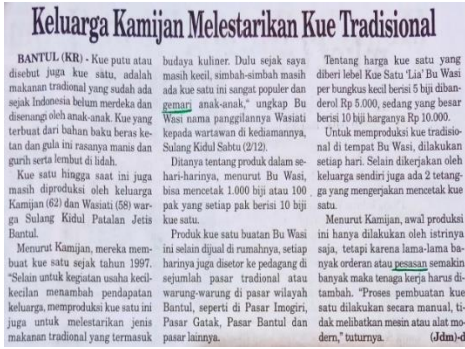 Keluarga Kamijan Melestarikan Kue Tradisional
BANTUL (KR) - Kue putu atau
disebut juga kue satu, adalah
makanan tradional yang sudah ada
sejak Indonesia belum merdeka dan
disenungi oleh anak-anak. Kue yang
terbuat dari bahan baku beras ke-
tan dan gula ini rasanya manis dan
gurih serta lembut di lidah.
Kue satu hingga saat ini juga
masih diproduksi oleh keluarga
Kamijan (62) dan Wasiati (58) war-
ga Sulang Kidul Patalan Jetis
Bantul.
Menurut Kamijan, mereka mem-
buat kue satu sejak tahun 1997.
"Selain untuk kegiatan usaha kecil-
kecilan menambah pendapatan
keluarga, memproduksi kue satu ini
juga untuk melestarikan jenis
makanan tradional yang termasuk
budaya kuliner. Dulu sejak saya
masih kecil, simbah-simbah masih
ada kue satu ini sangat populer dan
gemari anak-anak," ungkap Bu
Wasi nama panggilannya Wasiati
kepada wartawan di kediamannya,
Sulang Kidul Sabtu (2/12).
Ditanya tentang produk dalam se-
hari-harinya, menurut Bu Wasi,
bisa mencetak 1.000 biji atau 100
pak yang setiap pak berisi 10 biji
kue satu.
Produk kue satu buatan Bu Wasi
ini selain dijual di rumahnya, setiap
harinya juga disetor ke pedagang di
sejumlah pasar tradional atau
warung-warung di pasar wilayah
Bantul, seperti di Pasar Imogiri,
Pasar Gatak, Pasar Bantul dan
pasar lainnya.
Tentang harga kue satu yang
diberi lebel Kue Satu 'Lia' Bu Wasi
per bungkus kecil berisi 5 biji diban-
derol Rp 5.000, sedang yang besar
berisi 10 biji harganya Rp 10.000.
Untuk memproduksi kue tradisio-
nal di tempat Bu Wasi, dilakukan
setiap hari. Selain dikerjakan oleh
keluarga sendiri juga ada 2 tetang-
ga yang mengerjakan mencetak kue
satu.
Menurut Kamijan, awal produksi
ini hanya dilakukan oleh istrinya
saja, tetapi karena lama-lama ba-
nyak orderan atau pesasan semakin
banyak maka tenaga kerja harus di-
tambah. "Proses pembuatan kue
satu dilakukan secara manual, ti-
dak melibatkan mesin atau alat mo-
dern," tuturnya. (Jdm)-d